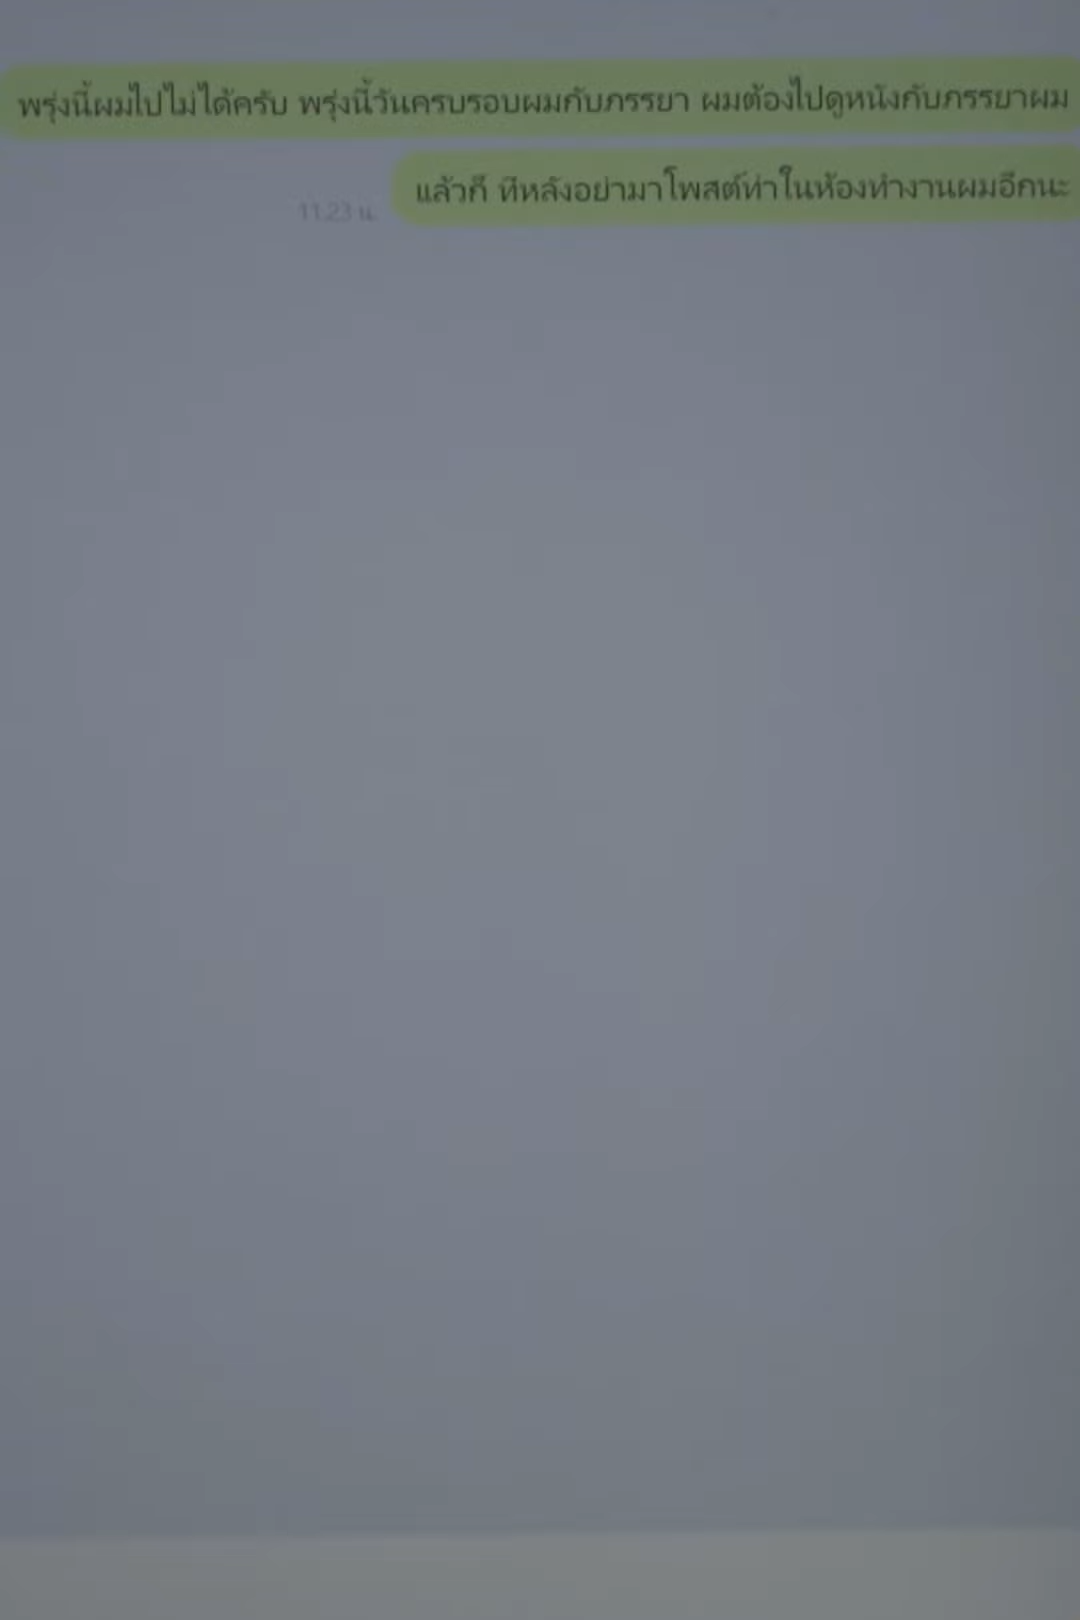 พรุ่งนี้ผมไปไม่ได้ครับ พรุ่งนี้วันครบรอบผมกับภรรยา ผมต้องไปดูหนังกับภรรยาผม
แล้วก็ ทีหลังอย่ามาโพสต์ท่าในห้องทำงานผมอีกนะ
11.23 น.